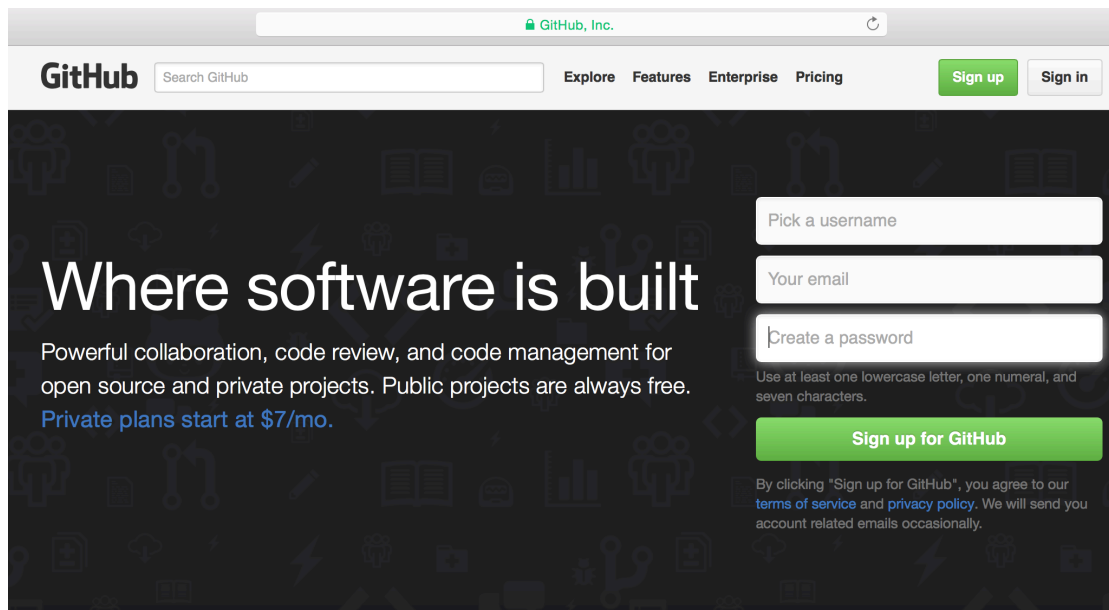 GitHub, Inc.
GitHub
Search GitHub
Explore Features Enterprise Pricing
Sign up
Sign in
Where software is built
Powerful collaboration, code review, and code management for
open source and private projects. Public projects are always free.
Private plans start at $7/mo.
Pick a username
Your email
Create a password
Use at least one lowercase letter, one numeral, and
seven characters.
Sign up for GitHub
By clicking "Sign up for GitHub", you agree to our
terms of service and privacy policy. We will send you
account related emails occasionally.